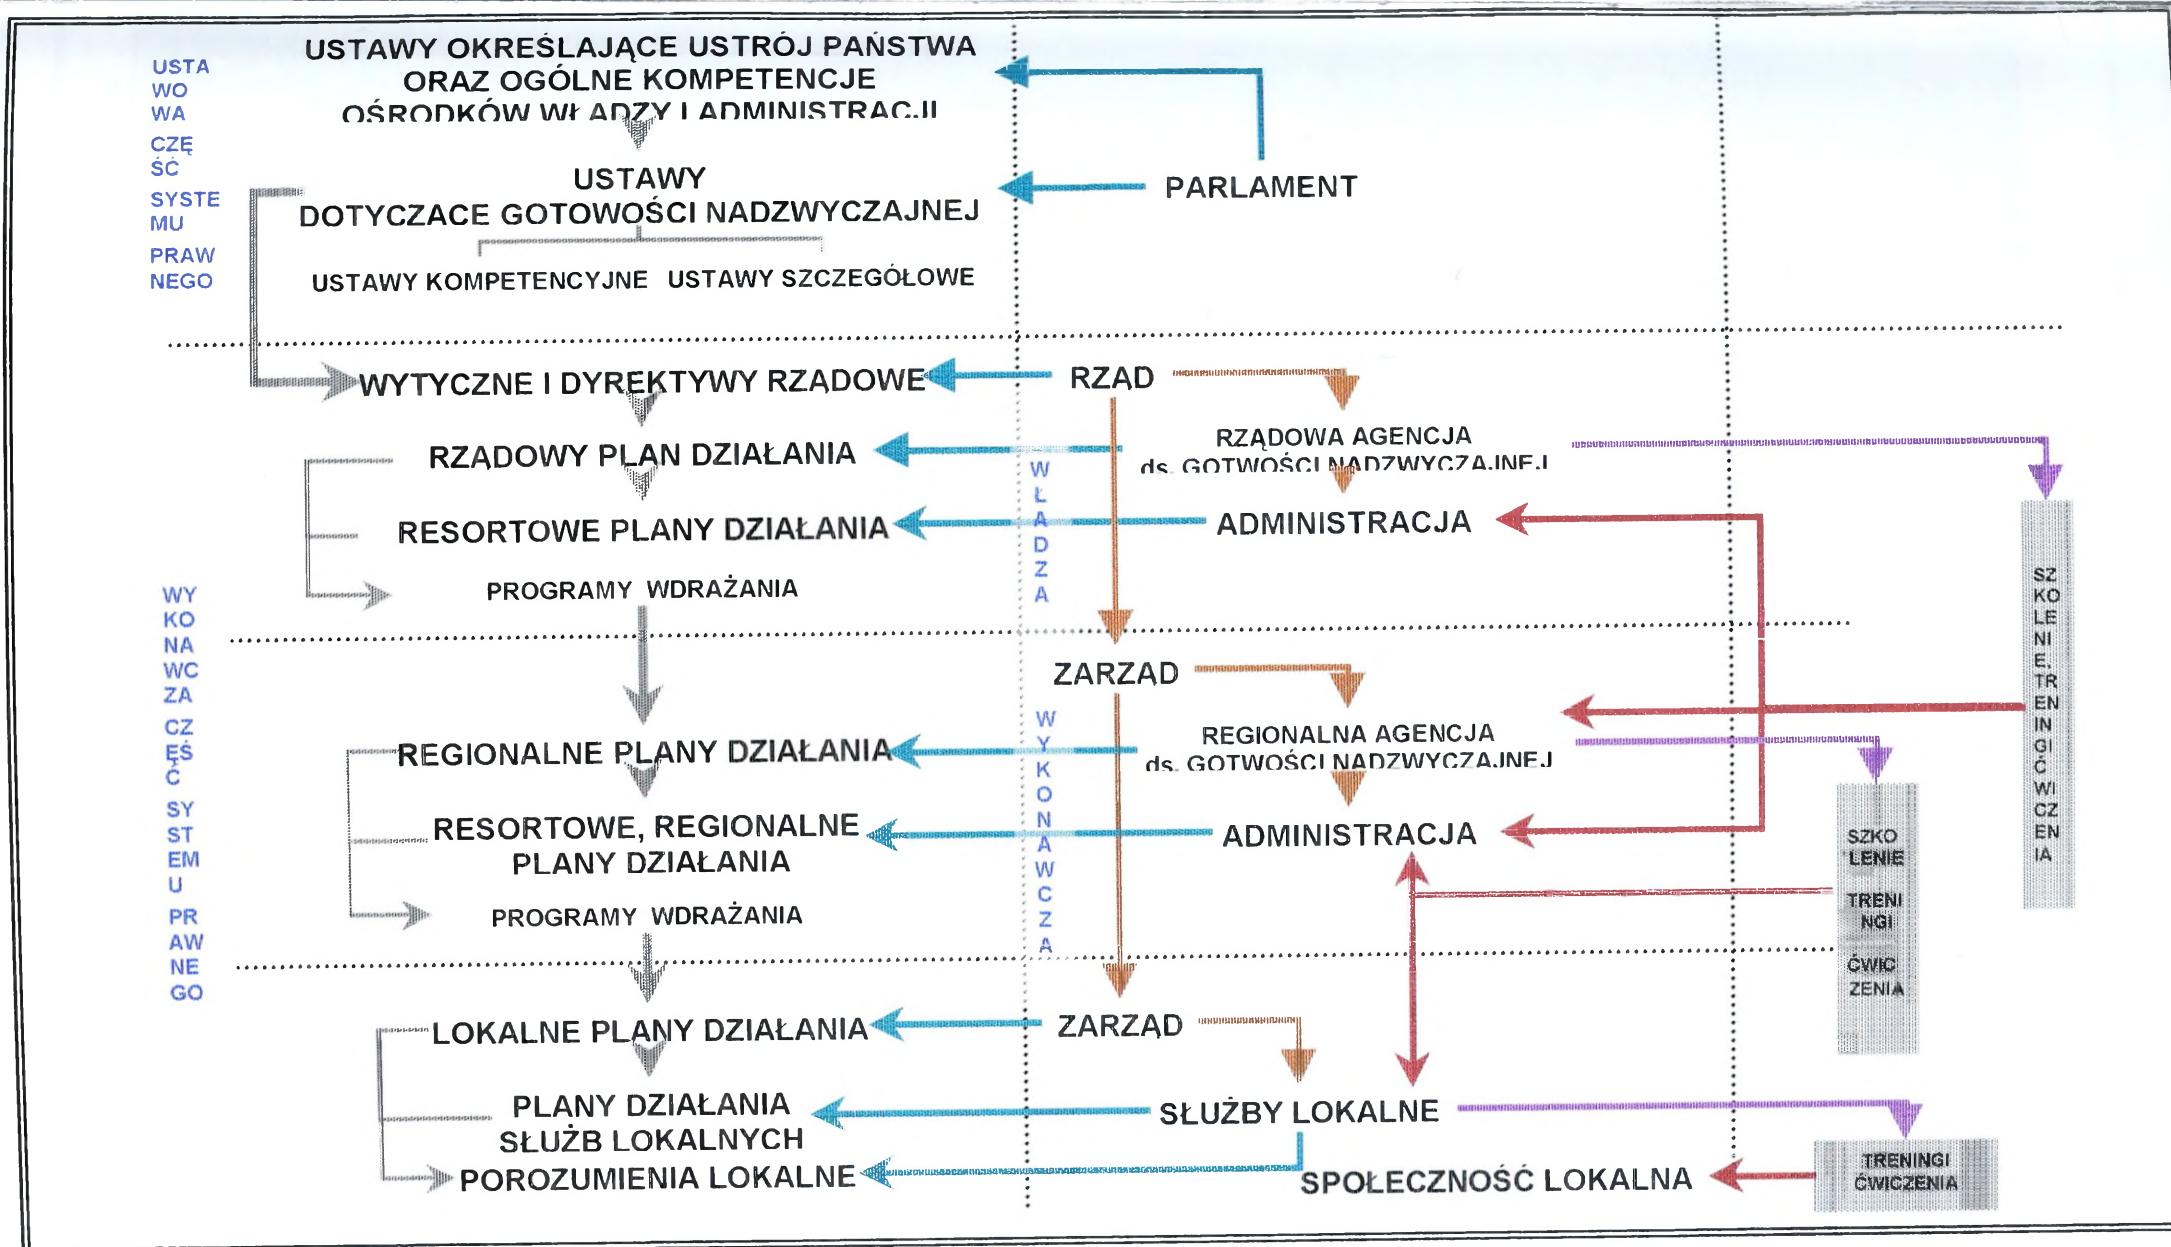 USTAWY OKREŚLAJĄCE USTRÓJ PAŃSTWA
ORAZ OGÓLNE KOMPETENCJE
OŚRODKÓW WŁADZY I ADMINISTRACJI
USTA
WO
WA
CZĘ
ŚĆ
SYSTE
MU
PRAW
NEGO
USTAWY
DOTYCZACE GOTOWOŚCI NADZWYCZAJNEJ
PARLAMENT
USTAWY KOMPETENCYJNE USTAWY SZCZEGÓŁOWE
WYTYCZNE I DYREKTYWY RZĄDOWE
RZĄD
RZĄDOWY PLAN DZIAŁANIA
RZĄDOWA AGENCJA
ds. GOTWOŚCI NADZWYCZAJNEJ
RESORTOWE PLANY DZIAŁANIA
ADMINISTRACJA
PROGRAMY WDRAŻANIA
W
Ł
A
D
Z
A
WY
KO
NA
WC
ZA
CZ
ĘŚ
Ć
SY
ST
EM
U
PR
AW
NE
GO
ZARZĄD
REGIONALNE PLANY DZIAŁANIA
REGIONALNA AGENCJA
ds. GOTWOŚCI NADZWYCZAJNEJ
RESORTOWE, REGIONALNE
PLANY DZIAŁANIA
ADMINISTRACJA
PROGRAMY WDRAŻANIA
W
Y
K
O
N
A
W
C
Z
A
SZ
KO
LE
NI
E,
TR
EN
IN
GI
Ć
WI
CZ
EN
IA
SZKO
LENIE
TRENI
NGI
ĆWIC
ZENIA
LOKALNE PLANY DZIAŁANIA
ZARZĄD
PLANY DZIAŁANIA
SŁUŻB LOKALNYCH
SŁUŻBY LOKALNE
POROZUMIENIA LOKALNE
SPOŁECZNOŚĆ LOKALNA
TRENINGI
ĆWICZENIA